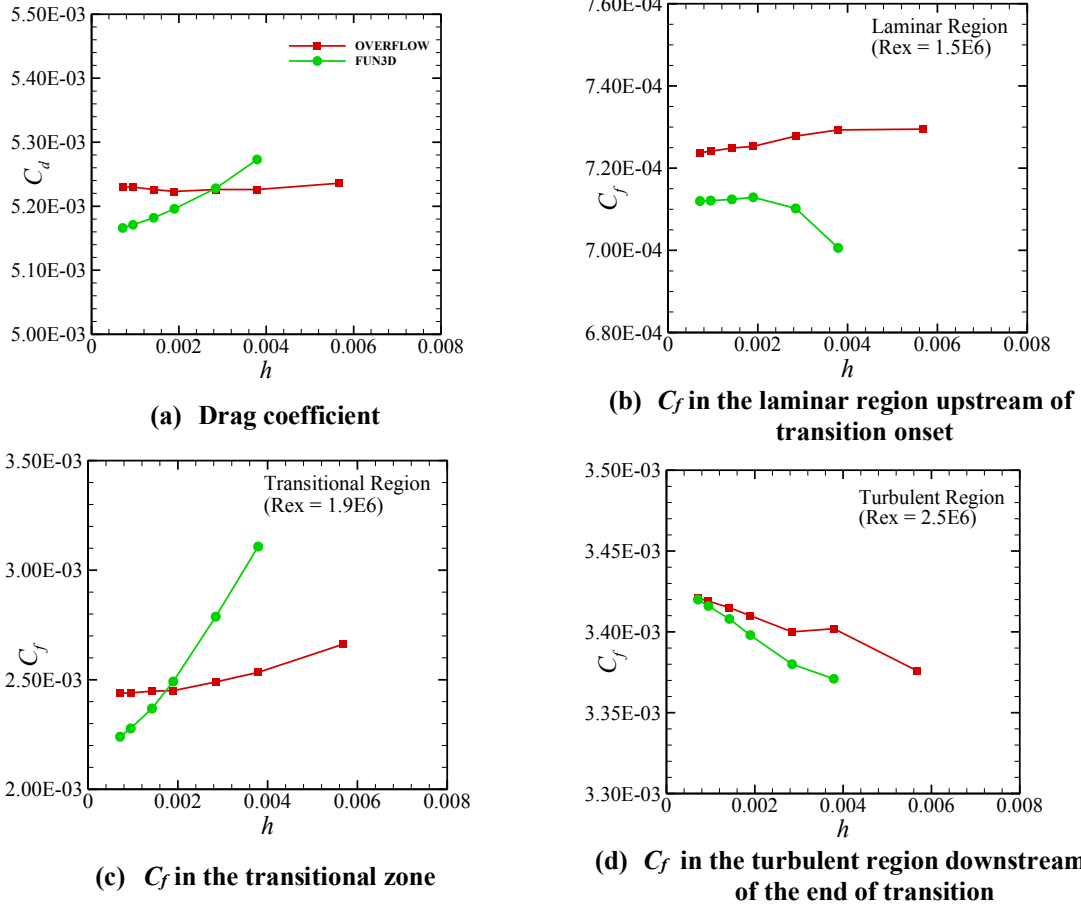 5.50E-03
5.40E-03
5.30E-03
5.20E-03
5.10E-03
5.00E-03
C_d
OVERFLOW
FUN3D
0 0.002 0.004 0.006 0.008
h
(a) Drag coefficient
7.60E-04
7.40E-04
7.20E-04
7.00E-04
6.80E-04
C_f
Laminar Region
(Rex = 1.5E6)
0 0.002 0.004 0.006 0.008
h
(b) C_f in the laminar region upstream of
transition onset
3.50E-03
3.00E-03
2.50E-03
2.00E-03
C_f
Transitional Region
(Rex = 1.9E6)
0 0.002 0.004 0.006 0.008
h
(c) C_f in the transitional zone
3.50E-03
3.45E-03
3.40E-03
3.35E-03
3.30E-03
C_f
Turbulent Region
(Rex = 2.5E6)
0 0.002 0.004 0.006 0.008
h
(d) C_f in the turbulent region downstream
of the end of transition